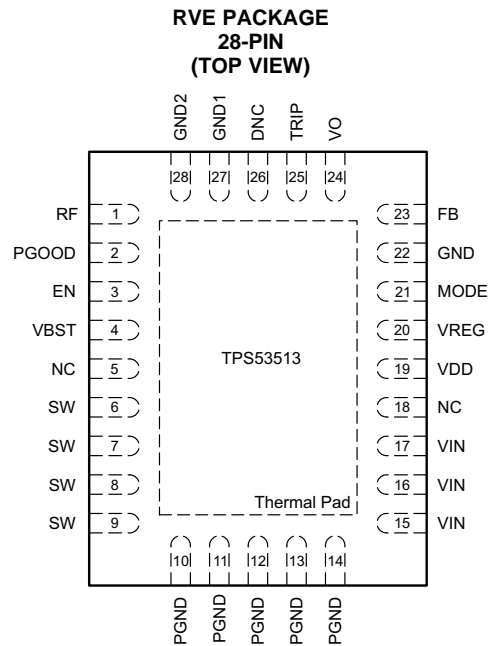 RVE PACKAGE
28-PIN
(TOP VIEW)
GND2
GND1
DNC
TRIP
VO
28
27
26
25
24
RF 1
23 FB
PGOOD 2
22 GND
EN 3
21 MODE
VBST 4
20 VREG
NC 5
TPS53513
19 VDD
SW 6
18 NC
SW 7
17 VIN
SW 8
16 VIN
Thermal Pad
SW 9
15 VIN
10
11
12
13
14
PGND
PGND
PGND
PGND
PGND